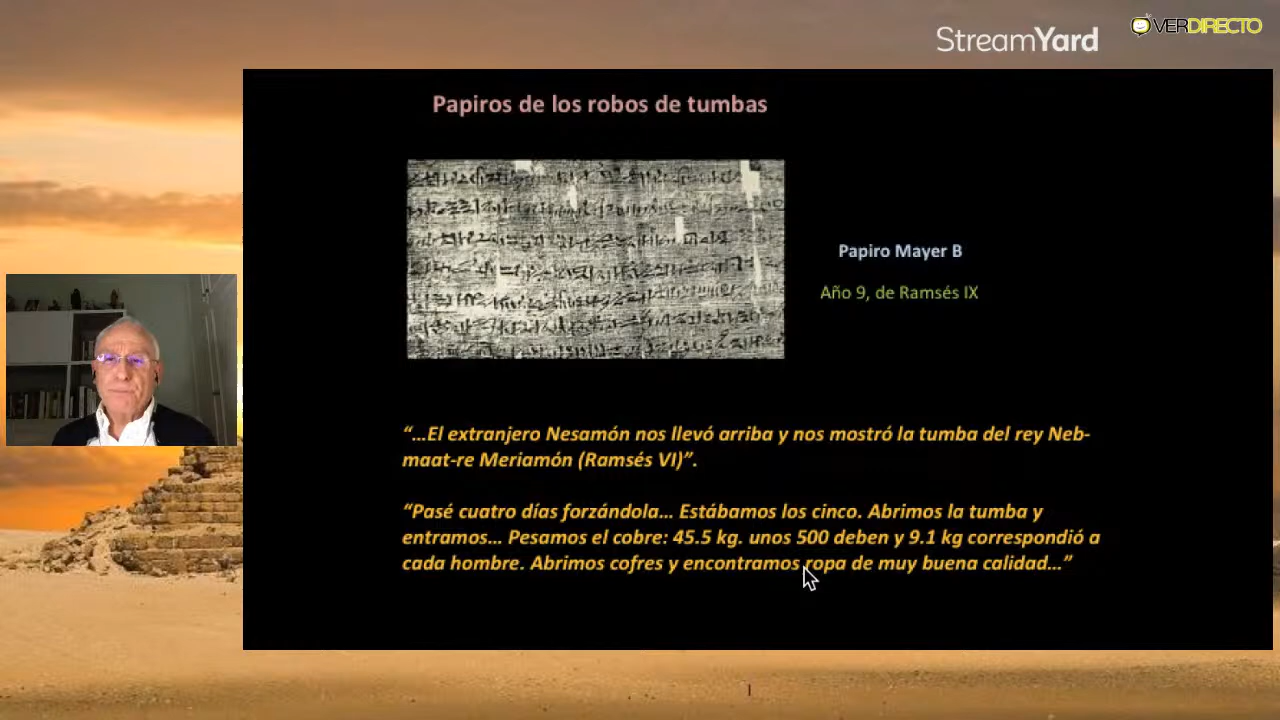 StreamYard
VERDIRECTO
Papiros de los robos de tumbas
Papiro Mayer B
Año 9, de Ramsés IX
“…El extranjero Nesamón nos llevó arriba y nos mostró la tumba del rey Neb-
maat-re Meriamón (Ramsés VI)”.
“Pasé cuatro días forzándola… Estábamos los cinco. Abrimos la tumba y
entramos… Pesamos el cobre: 45.5 kg. unos 500 deben y 9.1 kg correspondió a
cada hombre. Abrimos cofres y encontramos ropa de muy buena calidad…”